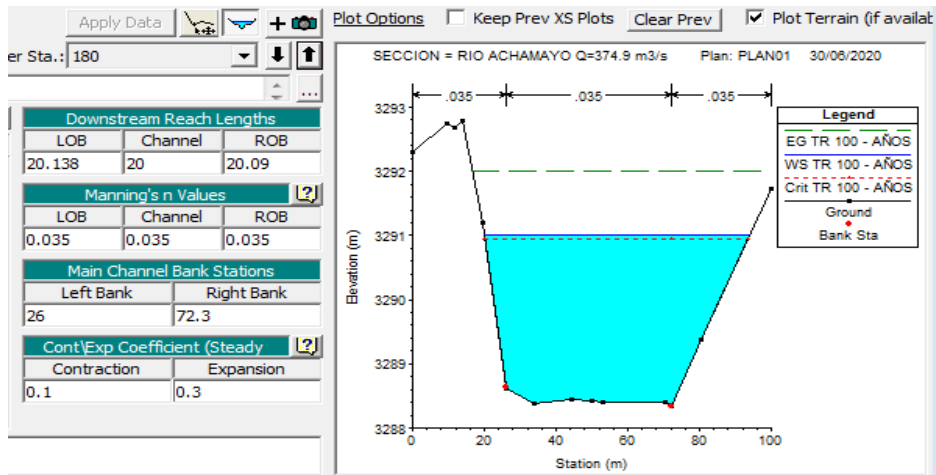 Apply Data
Plot Options Keep Prev XS Plots Clear Prev Plot Terrain (if availab
er Sta.: 180
...
Downstream Reach Lengths
LOB Channel ROB
20.138 20 20.09
Manning's n Values
LOB Channel ROB
0.035 0.035 0.035
Main Channel Bank Stations
Left Bank Right Bank
26 72.3
Cont\Exp Coefficient (Steady
Contraction Expansion
0.1 0.3
SECCION = RIO ACHAMAYO Q=374.9 m3/s Plan: PLAN01 30/06/2020
.035 .035 .035
3293
3292
3291
3290
3289
3288
Elevation (m)
0 20 40 60 80 100
Station (m)
Legend
EG TR 100 - AÑOS
WS TR 100 - AÑOS
Crit TR 100 - AÑOS
Ground
Bank Sta